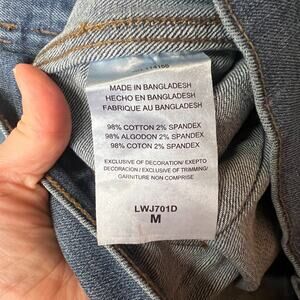 MADE IN BANGLADESH
HECHO EN BANGLADESH
FABRIQUE AU BANGLADESH
98% COTTON 2% SPANDEX
98% ALGODON 2% SPANDEX
98% COTON 2% SPANDEX
EXCLUSIVE OF DECORATION/ EXEPTO
DECORACION / EXCLUSIVE OF TRIMMING/
GARNITURE NON COMPRISE
LWJ701D
M